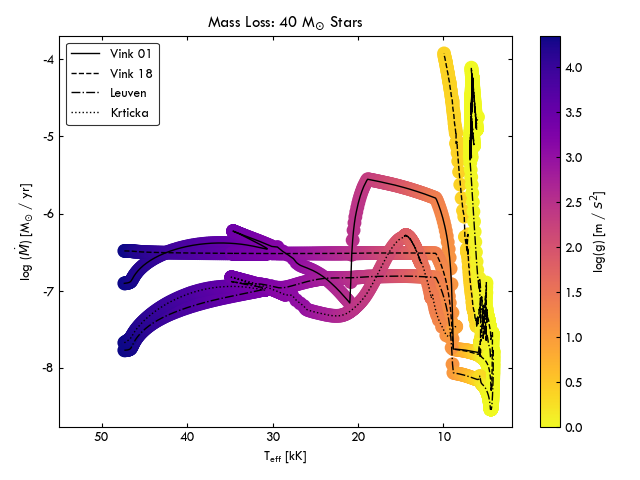 Mass Loss: 40 M☉ Stars
Vink 01
Vink 18
Leuven
Krticka
-4
-5
-6
-7
-8
log (Ṁ) [M☉ / yr]
50 40 30 20 10
T_eff [kK]
4.0
3.5
3.0
2.5
2.0
1.5
1.0
0.5
0.0
log(g) [m / s²]